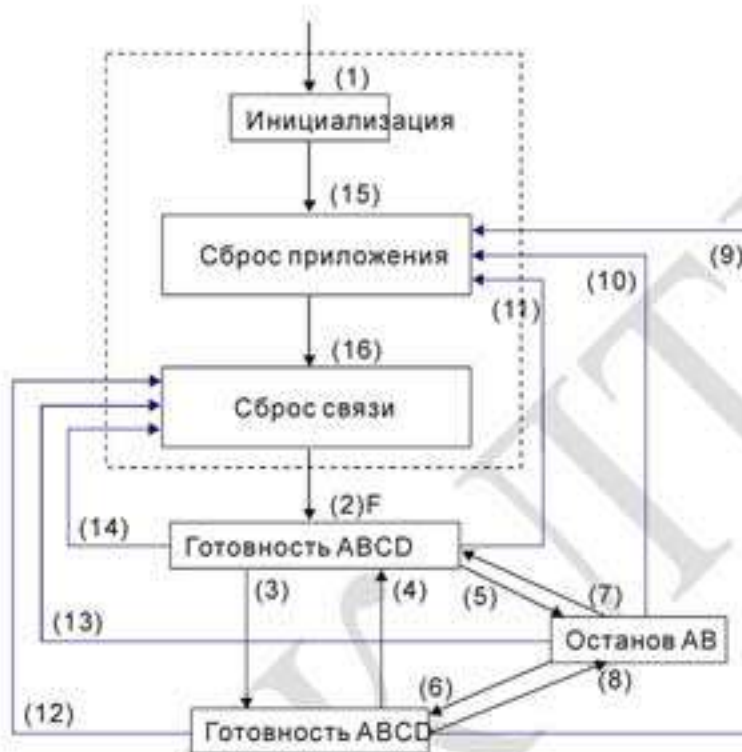 (1)
Инициализация
(15)
Сброс приложения
(9)
(10)
(11)
(16)
Сброс связи
(2)F
(14)
Готовность ABCD
(3)
(4)
(5)
(7)
(13)
Останов AB
(6)
(8)
(12)
Готовность ABCD